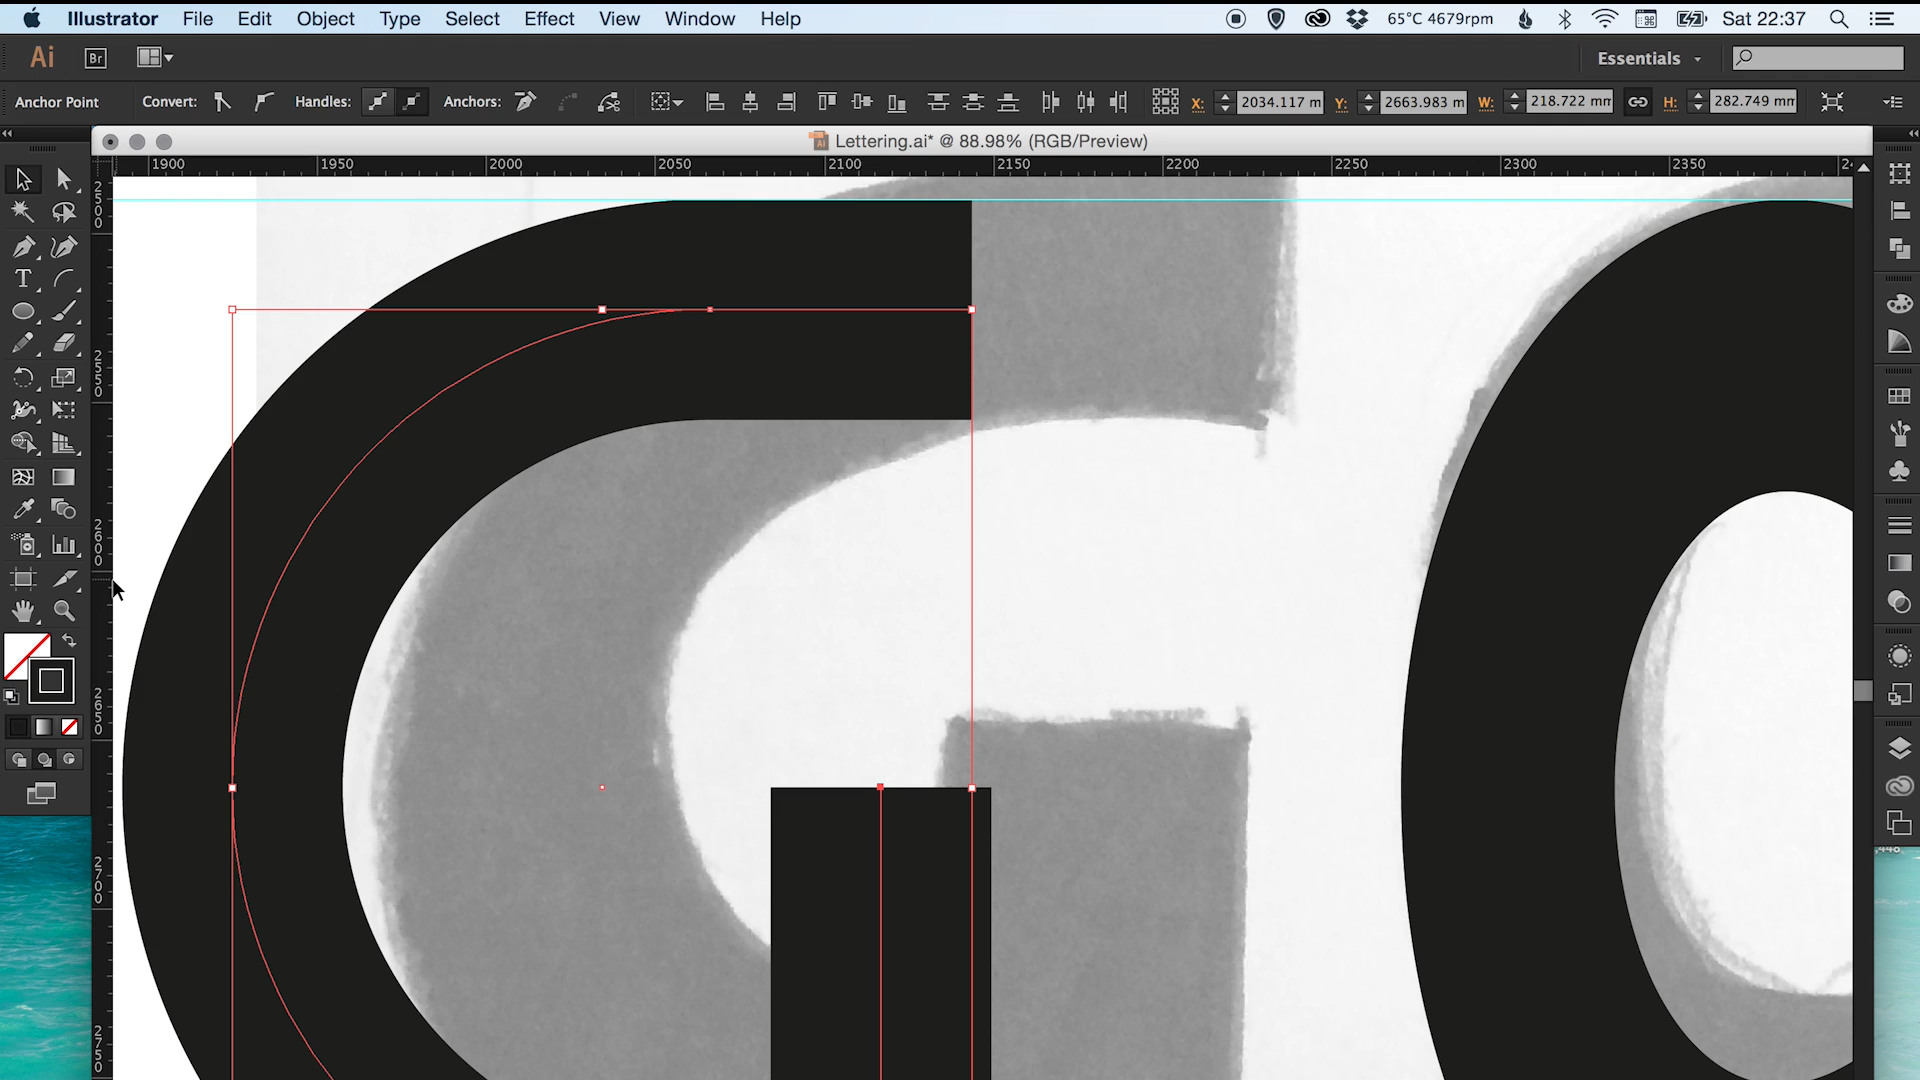 Illustrator File Edit Object Type Select Effect View Window Help 65°C 4679rpm Sat 22:37
Ai Br Essentials
Anchor Point Convert: Handles: Anchors: X: 2034.117 m Y: 2663.983 m W: 218.722 mm H: 282.749 mm
Lettering.ai* @ 88.98% (RGB/Preview)
1900 1950 2000 2050 2100 2150 2200 2250 2300 2350
2500
2550
2600
2650
2700
2750